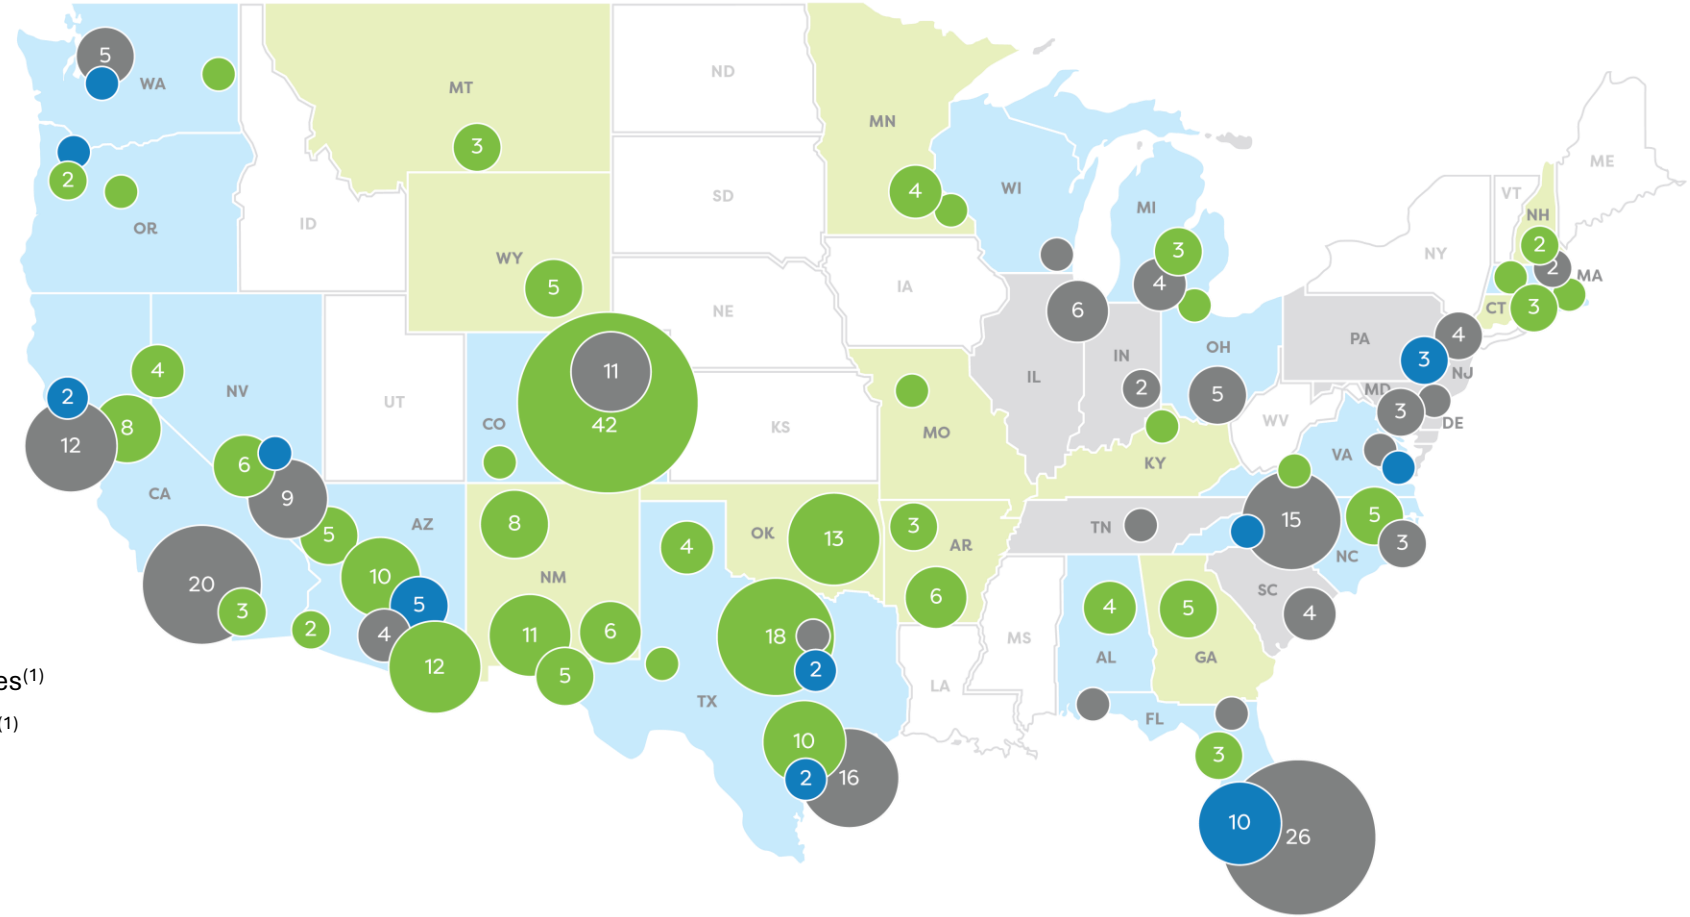 5
WA
MT
ND
MN
3
4
WI
MI
ME
VT
NH
2
OR
ID
SD
WY
5
NE
IA
3
4
6
NY
2
MA
CT
3
4
NV
UT
CO
11
42
KS
MO
IL
IN
2
OH
5
PA
4
3
NJ
MD
3
DE
WV
VA
KY
2
12
8
4
6
9
CA
5
AZ
10
5
4
12
20
3
2
8
NM
11
6
5
4
OK
13
3
AR
6
TN
15
5
3
NC
SC
4
18
2
TX
10
2
16
LA
MS
4
AL
5
GA
FL
3
10
26
es(1)
(1)